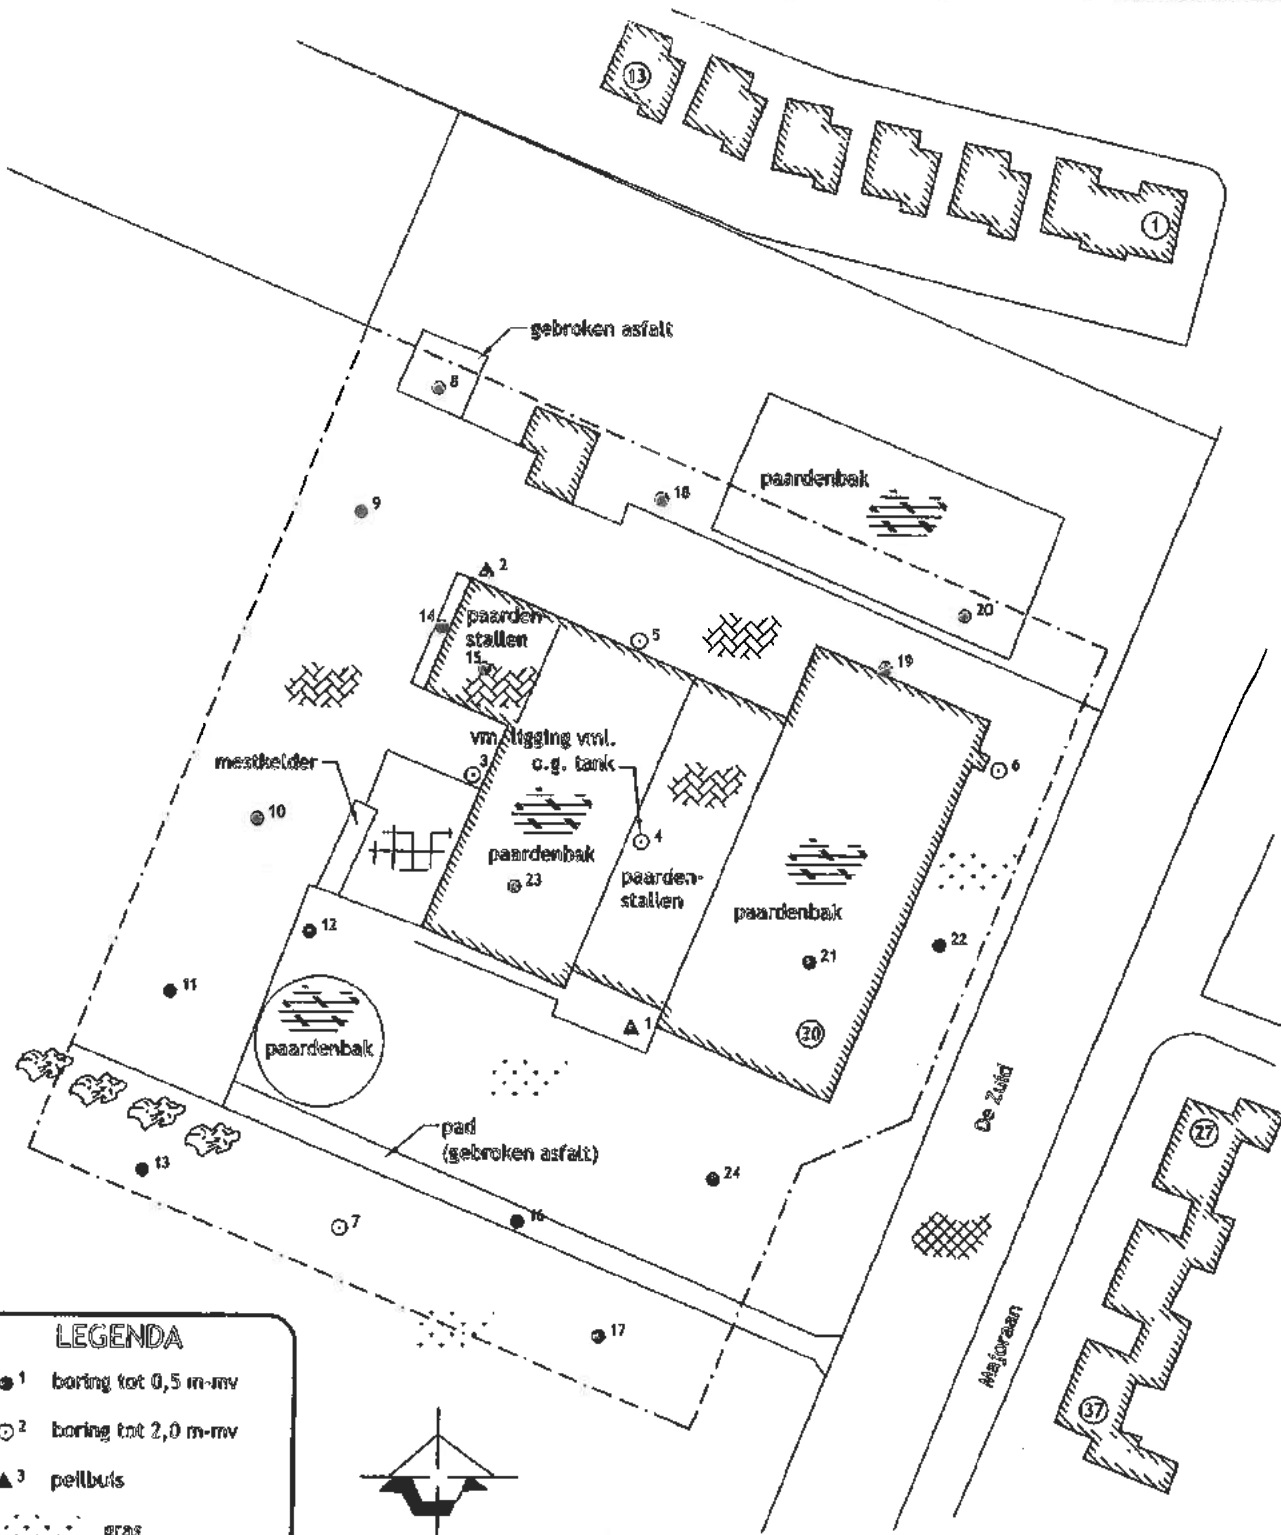 13
1
gebroken asfalt
8
paardenbak
9
18
2
20
14
paarden-
stallen
5
15
19
vm. ligging vml.
o.g. tank
mestkelder
3
6
10
4
paardenbak
23
paarden-
stallen
paardenbak
12
22
21
11
1
30
paardenbak
De Zuid
pad
(gebroken asfalt)
27
13
24
7
16
17
Majoraan
37
LEGENDA
1 boring tot 0,5 m-mv
2 boring tot 2,0 m-mv
3 peilbuis
gras